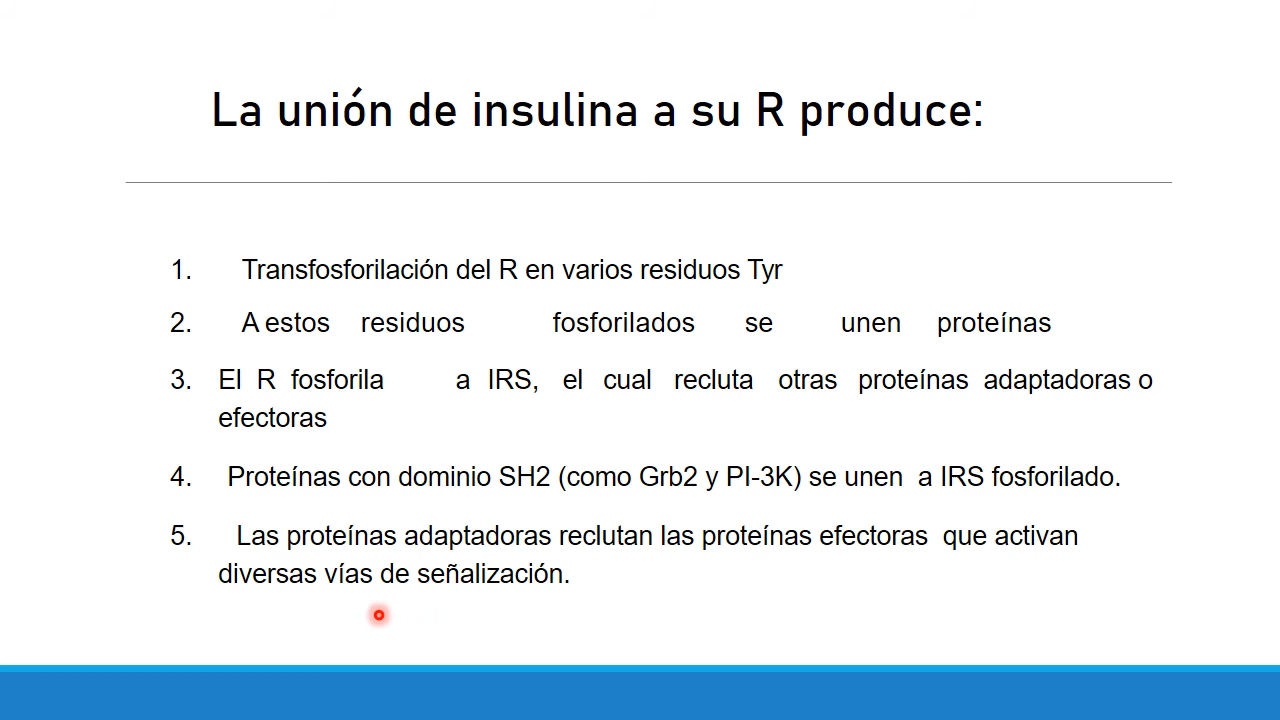 La unión de insulina a su R produce:
1. Transfosforilación del R en varios residuos Tyr
2. A estos residuos fosforilados se unen proteínas
3. El R fosforila a IRS, el cual recluta otras proteínas adaptadoras o
efectoras
4. Proteínas con dominio SH2 (como Grb2 y PI-3K) se unen a IRS fosforilado.
5. Las proteínas adaptadoras reclutan las proteínas efectoras que activan
diversas vías de señalización.